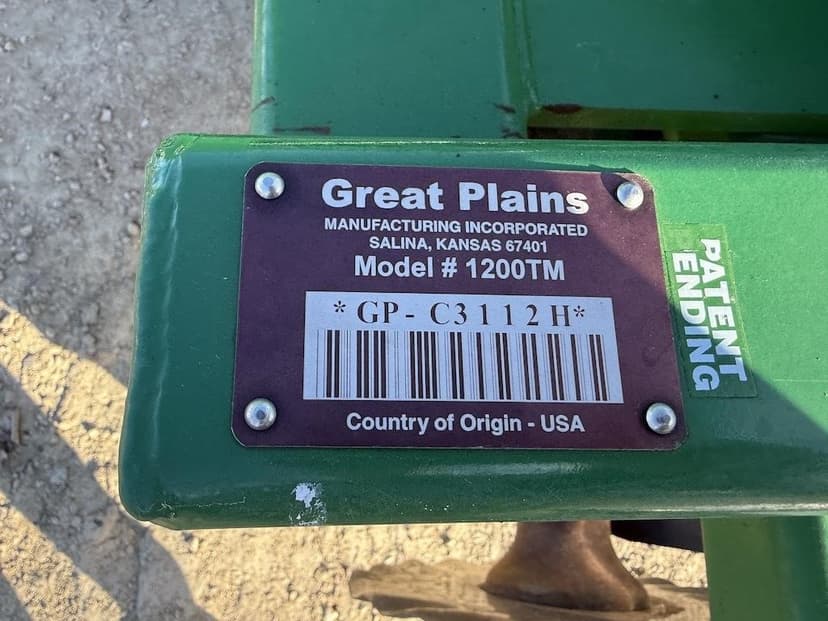 Great Plains
MANUFACTURING INCORPORATED
SALINA, KANSAS 67401
Model # 1200TM
*GP-C3112H*
Country of Origin - USA
PATENT
ENDING